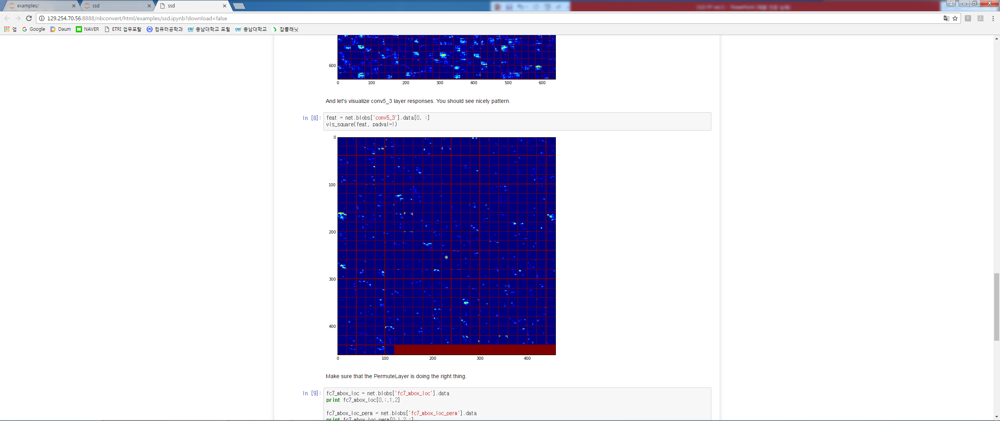 examples/
ssd
ssd
129.254.70.56:8888/nbconvert/html/examples/ssd.ipynb?download=false
앱 Google Daum NAVER ETRI 업무포탈 컴퓨터공학과 충남대학교 포털 충남대학교 잡플래닛
600
0 100 200 300 400 500 600
And let's visualize conv5_3 layer responses. You should see nicely pattern.
In [8]: feat = net.blobs['conv5_3'].data[0, :]
vis_square(feat, padval=1)
0
100
200
300
400
0 100 200 300 400
Make sure that the PermuteLayer is doing the right thing.
In [9]: fc7_mbox_loc = net.blobs['fc7_mbox_loc'].data
print fc7_mbox_loc[0,:,1,2]
fc7_mbox_loc_perm = net.blobs['fc7_mbox_loc_perm'].data
print fc7_mbox_loc_perm[0,1,2,:]